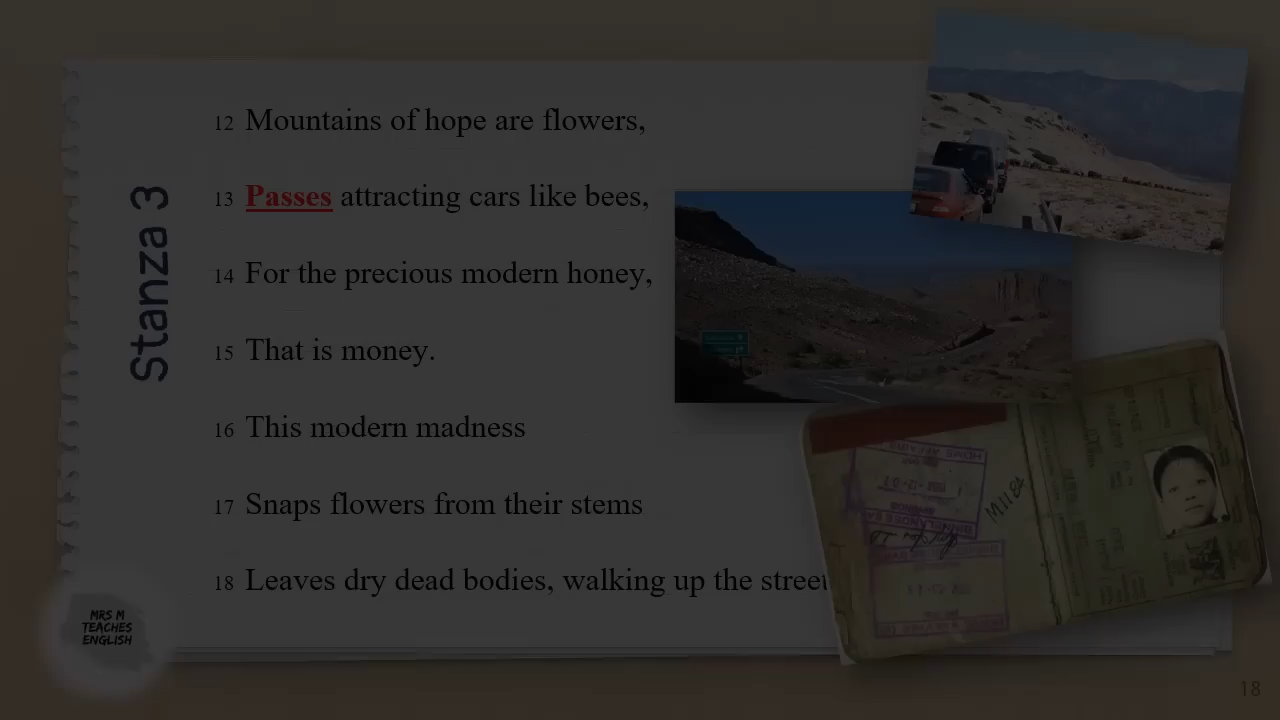 Stanza 3
12 Mountains of hope are flowers,
13 Passes attracting cars like bees,
14 For the precious modern honey,
15 That is money.
16 This modern madness
17 Snaps flowers from their stems
18 Leaves dry dead bodies, walking up the street
MRS M
TEACHES
ENGLISH
M11BA
18